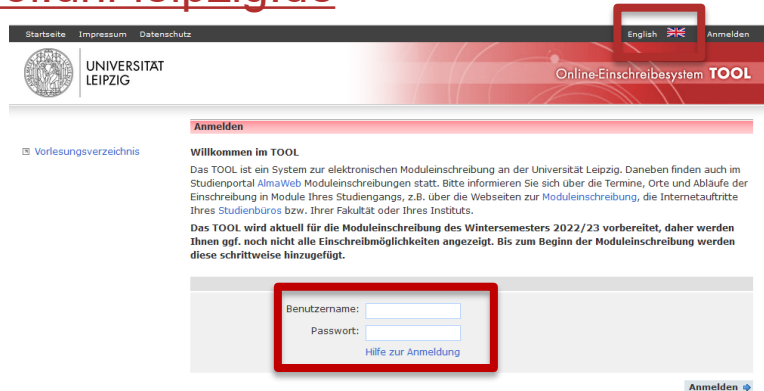 Startseite Impressum Datenschutz English Anmelden
UNIVERSITÄT
LEIPZIG
Online-Einschreibesystem TOOL
Anmelden
Vorlesungsverzeichnis
Willkommen im TOOL
Das TOOL ist ein System zur elektronischen Moduleinschreibung an der Universität Leipzig. Daneben finden auch im
Studienportal AlmaWeb Moduleinschreibungen statt. Bitte informieren Sie sich über die Termine, Orte und Abläufe der
Einschreibung in Module Ihres Studiengangs, z.B. über die Webseiten zur Moduleinschreibung, die Internetauftritte
Ihres Studienbüros bzw. Ihrer Fakultät oder Ihres Instituts.
Das TOOL wird aktuell für die Moduleinschreibung des Wintersemesters 2022/23 vorbereitet, daher werden
Ihnen ggf. noch nicht alle Einschreibmöglichkeiten angezeigt. Bis zum Beginn der Moduleinschreibung werden
diese schrittweise hinzugefügt.
Benutzername:
Passwort:
Hilfe zur Anmeldung
Anmelden